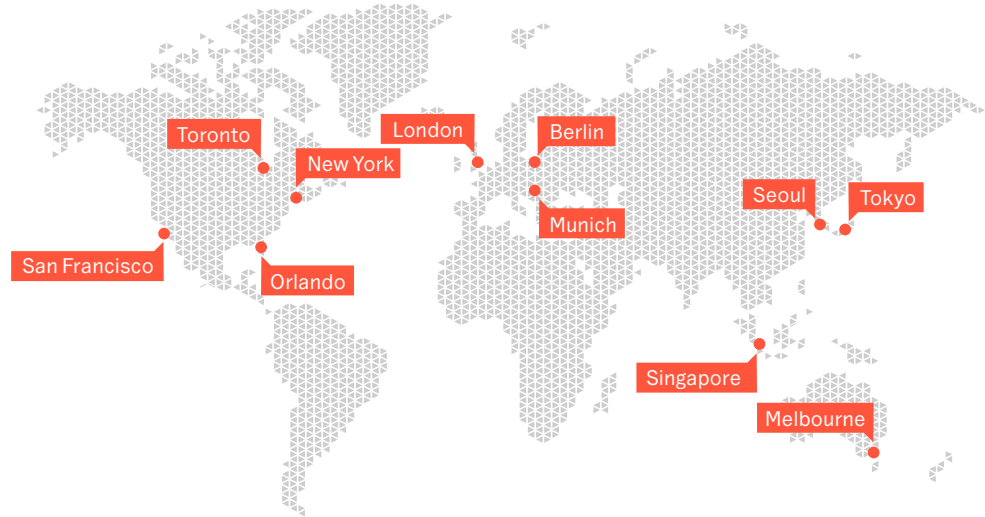 London
Berlin
Toronto
New York
Seoul
Tokyo
Munich
San Francisco
Orlando
Singapore
Melbourne